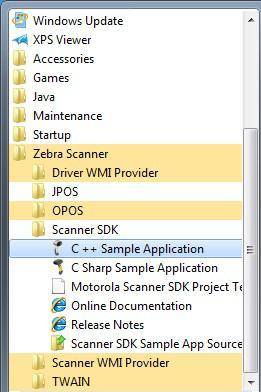 Windows Update
XPS Viewer
Accessories
Games
Java
Maintenance
Startup
Zebra Scanner
Driver WMI Provider
JPOS
OPOS
Scanner SDK
C ++ Sample Application
C Sharp Sample Application
Motorola Scanner SDK Project Te
Online Documentation
Release Notes
Scanner SDK Sample App Source
Scanner WMI Provider
TWAIN